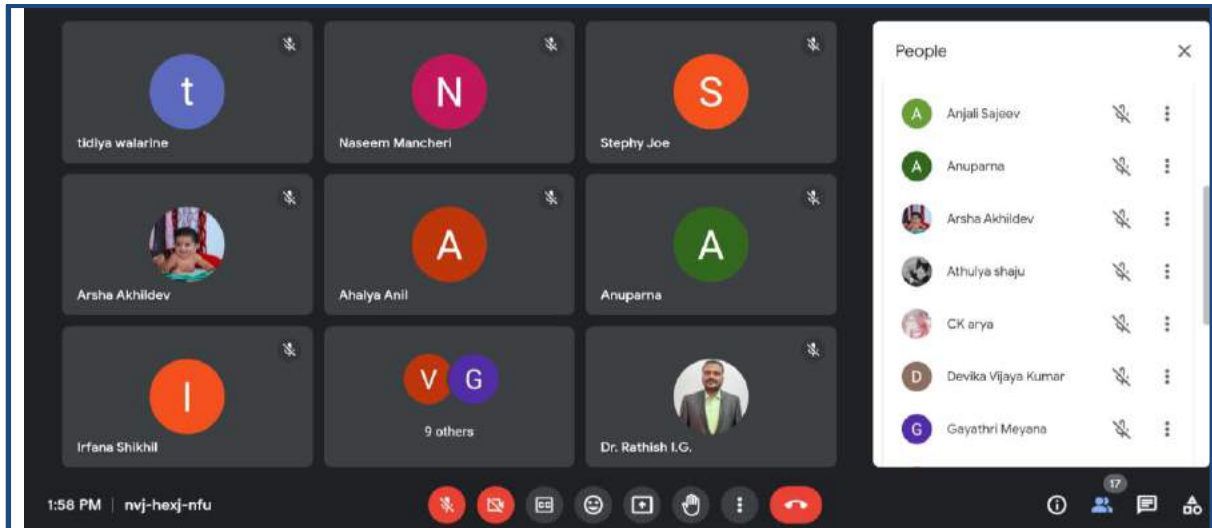 t
tidiya walarine
N
Naseem Mancheri
S
Stephy Joe
Arsha Akhildev
A
Ahalya Anil
A
Anuparna
I
Irfana Shikhil
V G
9 others
Dr. Rathish I.G.
People
A Anjali Sajeev
A Anuparna
Arsha Akhildev
Athulya shaju
CK arya
D Devika Vijaya Kumar
G Gayathri Meyana
1:58 PM | nvj-hexj-nfu
CC
17